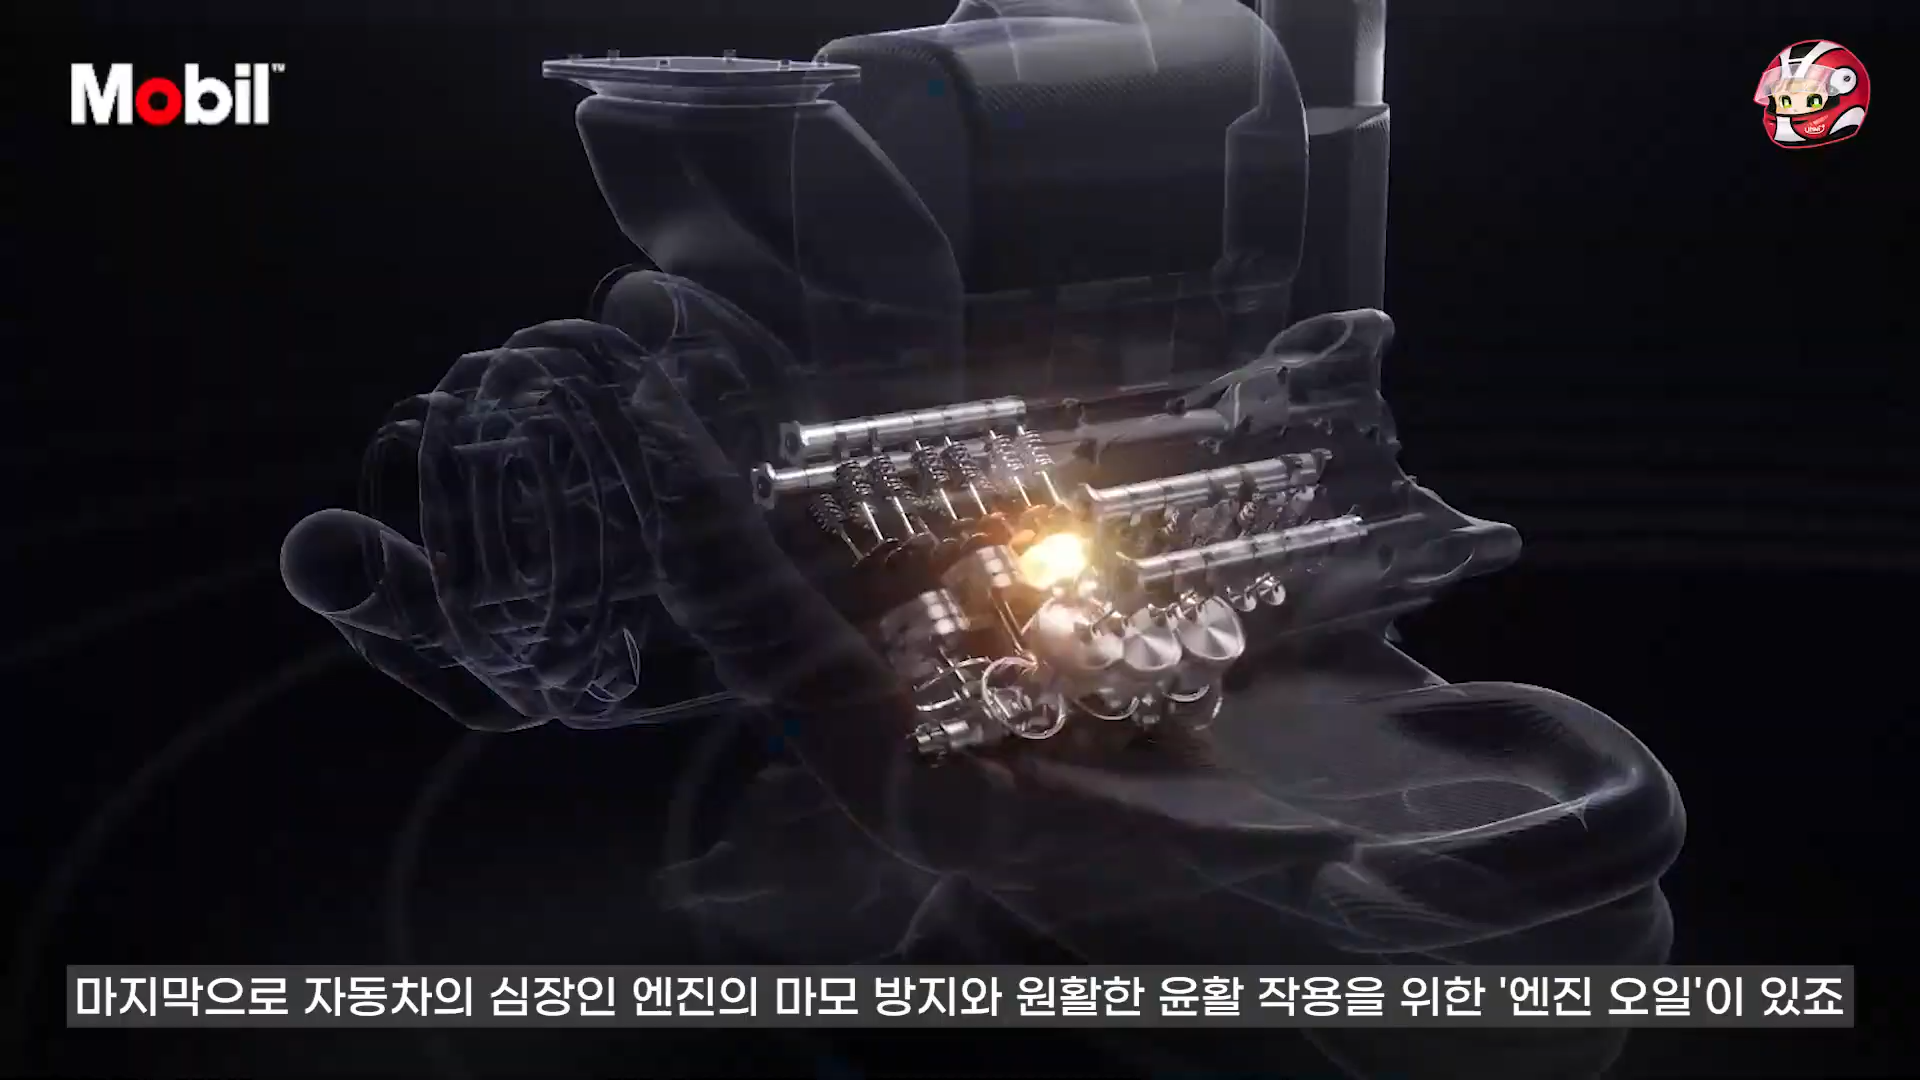 Mobil™
마지막으로 자동차의 심장인 엔진의 마모 방지와 원활한 윤활 작용을 위한 '엔진 오일'이 있죠